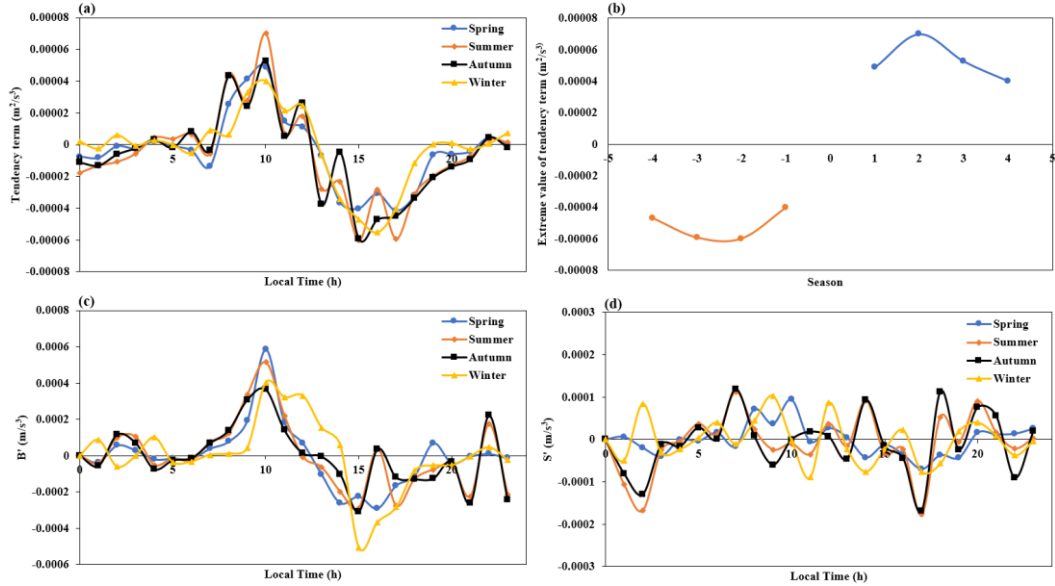 (a)
Tendency term (m²/s³)
0.00008
0.00006
0.00004
0.00002
0
-0.00002
-0.00004
-0.00006
-0.00008
5
10
15
20
Local Time (h)
Spring
Summer
Autumn
Winter
(b)
Extreme value of tendency term (m²/s³)
0.00008
0.00006
0.00004
0.00002
0
-0.00002
-0.00004
-0.00006
-0.00008
-5 -4 -3 -2 -1 0 1 2 3 4 5
Season
(c)
B' (m/s³)
0.0008
0.0006
0.0004
0.0002
0
-0.0002
-0.0004
-0.0006
0 5 10 15 20
Local Time (h)
Spring
Summer
Autumn
Winter
(d)
S' (m/s³)
0.0003
0.0002
0.0001
0
-0.0001
-0.0002
-0.0003
0 5 10 15 20
Local Time (h)
Spring
Summer
Autumn
Winter